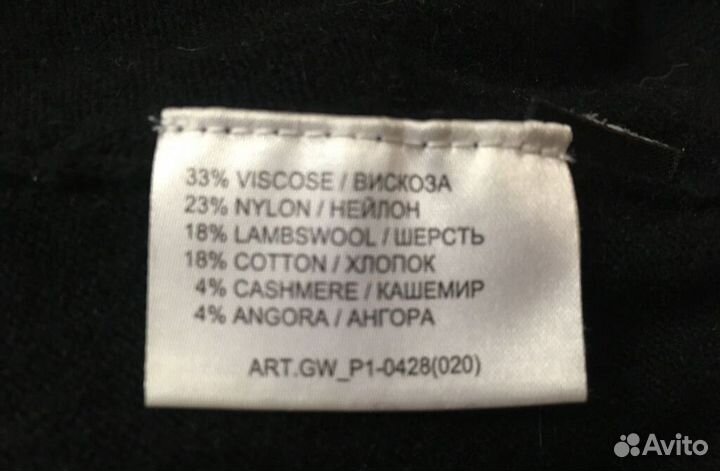 33% VISCOSE / ВИСКОЗА
23% NYLON / НЕЙЛОН
18% LAMBSWOOL / ШЕРСТЬ
18% COTTON / ХЛОПОК
4% CASHMERE / КАШЕМИР
4% ANGORA / АНГОРА
ART.GW_P1-0428(020)
Avito